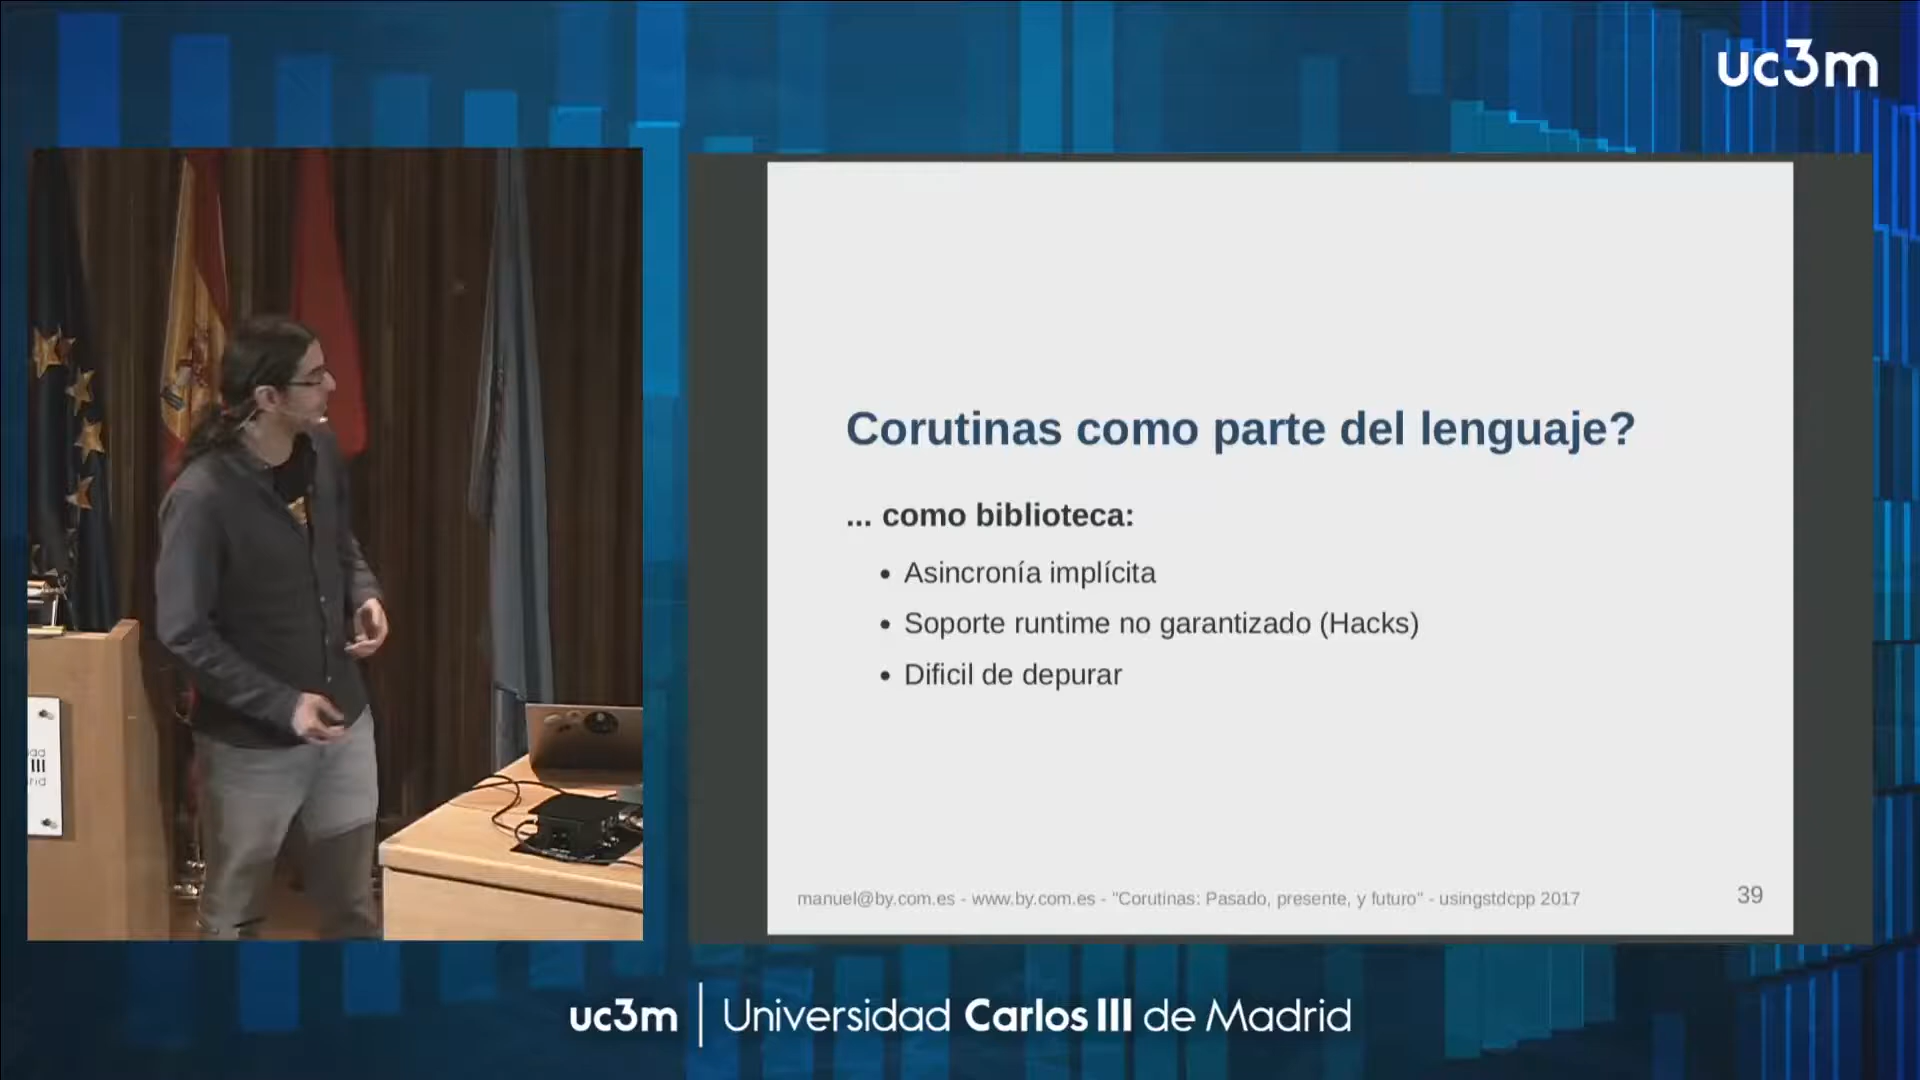 uc3m
Corutinas como parte del lenguaje?
... como biblioteca:
• Asincronía implícita
• Soporte runtime no garantizado (Hacks)
• Dificil de depurar
manuel@by.com.es - www.by.com.es - "Corutinas: Pasado, presente, y futuro" - usingstdcpp 2017
39
III
uc3m | Universidad Carlos III de Madrid